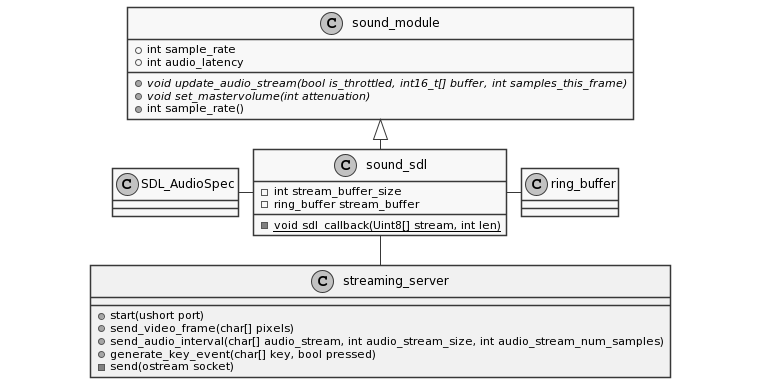 C sound_module
int sample_rate
int audio_latency
void update_audio_stream(bool is_throttled, int16_t[] buffer, int samples_this_frame)
void set_mastervolume(int attenuation)
int sample_rate()
C SDL_AudioSpec
C sound_sdl
int stream_buffer_size
ring_buffer stream_buffer
void sdl_callback(Uint8[] stream, int len)
C ring_buffer
C streaming_server
start(ushort port)
send_video_frame(char[] pixels)
send_audio_interval(char[] audio_stream, int audio_stream_size, int audio_stream_num_samples)
generate_key_event(char[] key, bool pressed)
send(ostream socket)